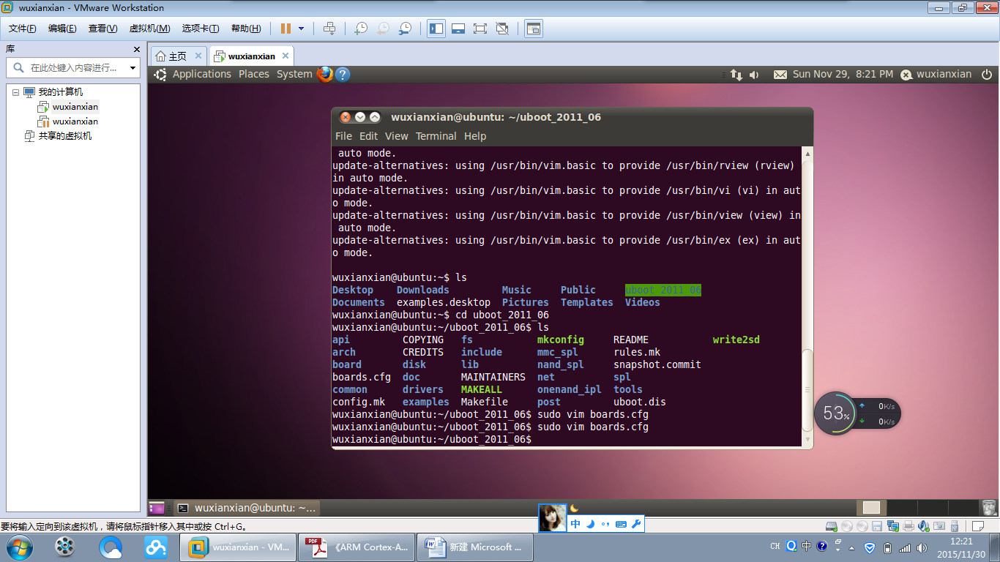 wuxianxian - VMware Workstation
文件(F) 编辑(E) 查看(V) 虚拟机(M) 选项卡(T) 帮助(H)
库
在此处键入内容进行...
我的计算机
wuxianxian
wuxianxian
共享的虚拟机
主页 wuxianxian
Applications Places System Sun Nov 29, 8:21 PM wuxianxian
wuxianxian@ubuntu: ~/uboot_2011_06
File Edit View Terminal Help
auto mode.
update-alternatives: using /usr/bin/vim.basic to provide /usr/bin/rview (rview)
in auto mode.
update-alternatives: using /usr/bin/vim.basic to provide /usr/bin/vi (vi) in aut
o mode.
update-alternatives: using /usr/bin/vim.basic to provide /usr/bin/view (view) in
auto mode.
update-alternatives: using /usr/bin/vim.basic to provide /usr/bin/ex (ex) in aut
o mode.
wuxianxian@ubuntu:~$ ls
Desktop Downloads Music Public uboot_2011_06
Documents examples.desktop Pictures Templates Videos
wuxianxian@ubuntu:~$ cd uboot_2011_06
wuxianxian@ubuntu:~/uboot_2011_06$ ls
api COPYING fs mkconfig README write2sd
arch CREDITS include mmc_spl rules.mk
board disk lib nand_spl snapshot.commit
boards.cfg doc MAINTAINERS net spl
common drivers MAKEALL onenand_ipl tools
config.mk examples Makefile post uboot.dis
wuxianxian@ubuntu:~/uboot_2011_06$ sudo vim boards.cfg
wuxianxian@ubuntu:~/uboot_2011_06$ sudo vim boards.cfg
wuxianxian@ubuntu:~/uboot_2011_06$
53%
0K/s
0K/s
wuxianxian@ubuntu: ~...
中
要将输入定向到该虚拟机，请将鼠标指针移入其中或按 Ctrl+G。
wuxianxian - VM... 《ARM Cortex-A... 新建 Microsoft ...
CH 中
12:21
2015/11/30